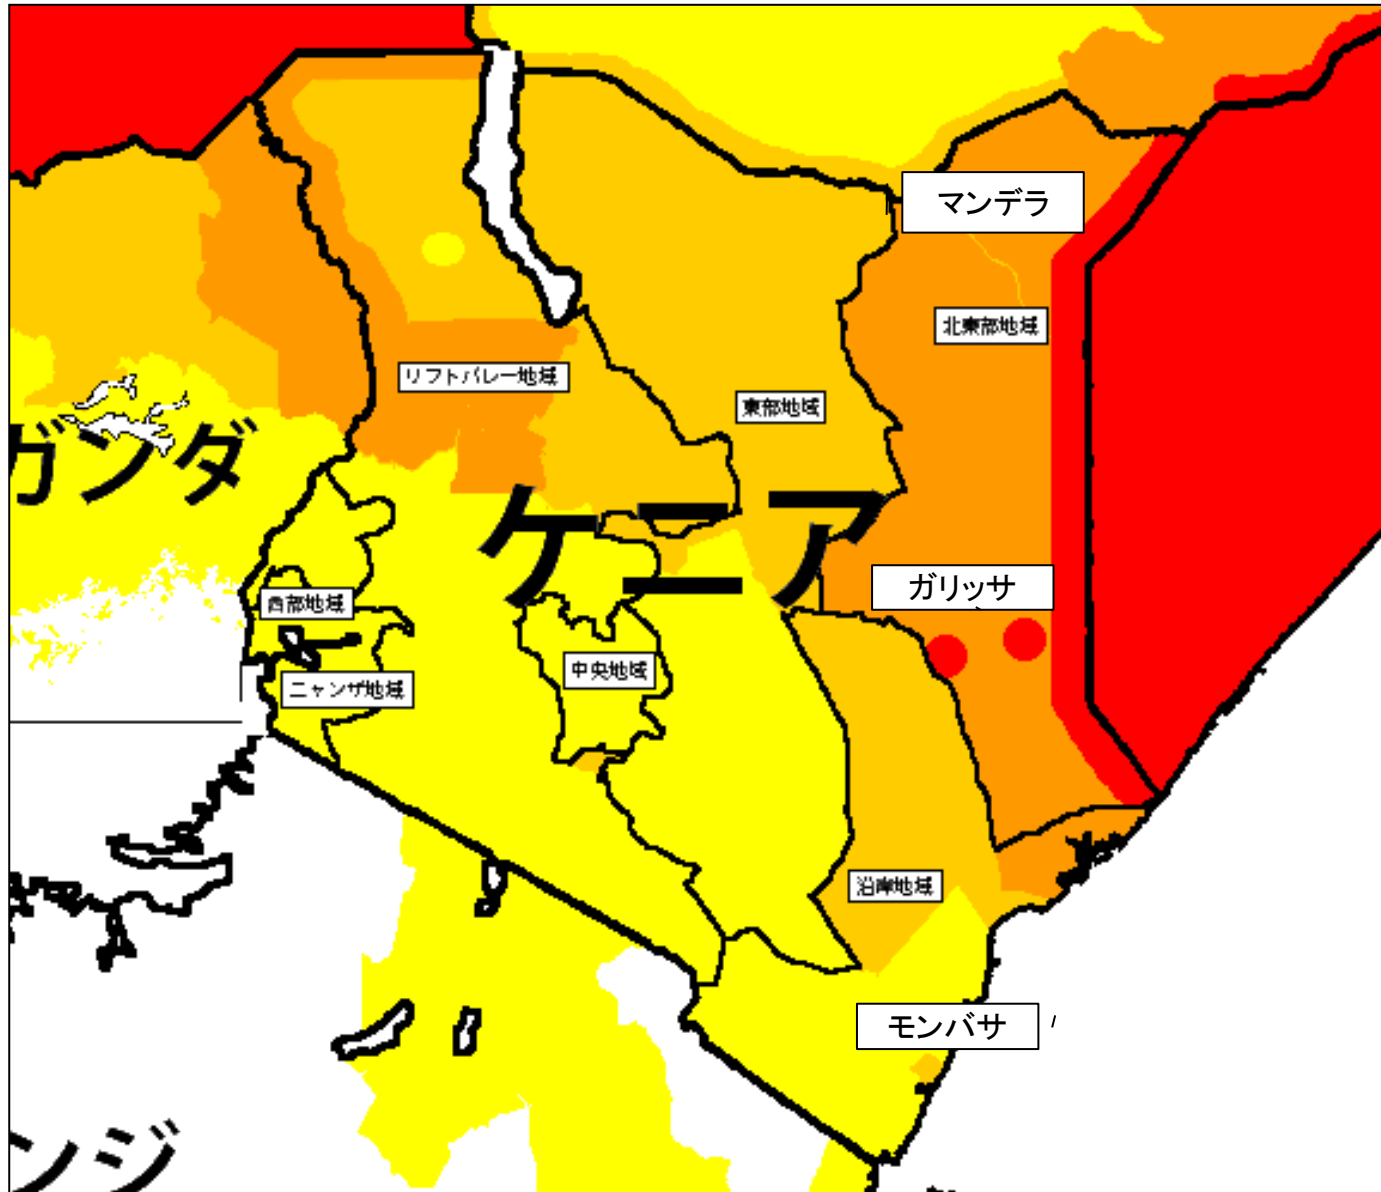 マンデラ
北東部地域
リフトバレー地域
東部地域
ガンダ
ケニア
ガリッサ
西部地域
中央地域
ニャンザ地域
沿岸地域
モンバサ
ンジ